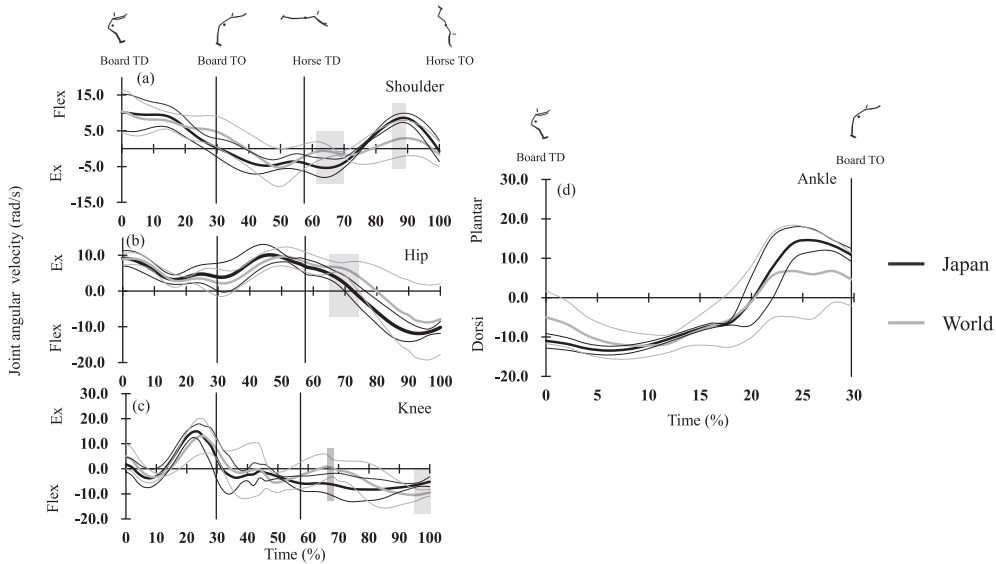 Board TD
Board TO
Horse TD
Horse TO
(a)
Shoulder
Flex
Ex
15.0
5.0
-5.0
-15.0
0 10 20 30 40 50 60 70 80 90 100
(b)
Hip
Ex
Flex
20.0
10.0
0.0
-10.0
-20.0
0 10 20 30 40 50 60 70 80 90 100
(c)
Knee
Ex
Flex
30.0
20.0
10.0
0.0
-10.0
-20.0
0 10 20 30 40 50 60 70 80 90 100
Time (%)
Joint angular velocity (rad/s)
Board TD
Board TO
(d)
Ankle
Plantar
Dorsi
30.0
20.0
10.0
0.0
-10.0
-20.0
0 5 10 15 20 25 30
Time (%)
Japan
World